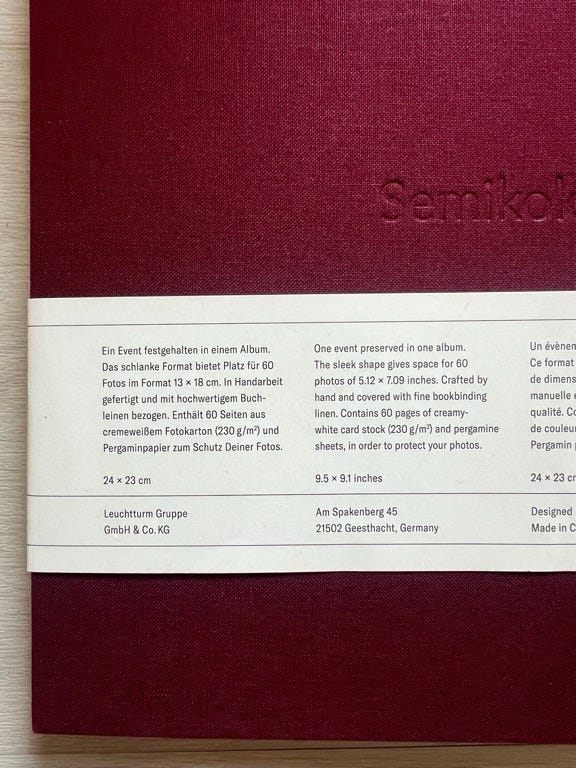 Semikok
Ein Event festgehalten in einem Album.
Das schlanke Format bietet Platz für 60
Fotos im Format 13 × 18 cm. In Handarbeit
gefertigt und mit hochwertigem Buch-
leinen bezogen. Enthält 60 Seiten aus
cremeweißem Fotokarton (230 g/m²) und
Pergaminpapier zum Schutz Deiner Fotos.
24 × 23 cm
One event preserved in one album.
The sleek shape gives space for 60
photos of 5.12 × 7.09 inches. Crafted by
hand and covered with fine bookbinding
linen. Contains 60 pages of creamy-
white card stock (230 g/m²) and pergamine
sheets, in order to protect your photos.
9.5 × 9.1 inches
Un évènem
Ce format
de dimens
manuelle e
qualité. Co
de couleur
Pergamin p
24 × 23 cm
Leuchtturm Gruppe
GmbH & Co. KG
Am Spakenberg 45
21502 Geesthacht, Germany
Designed
Made in C